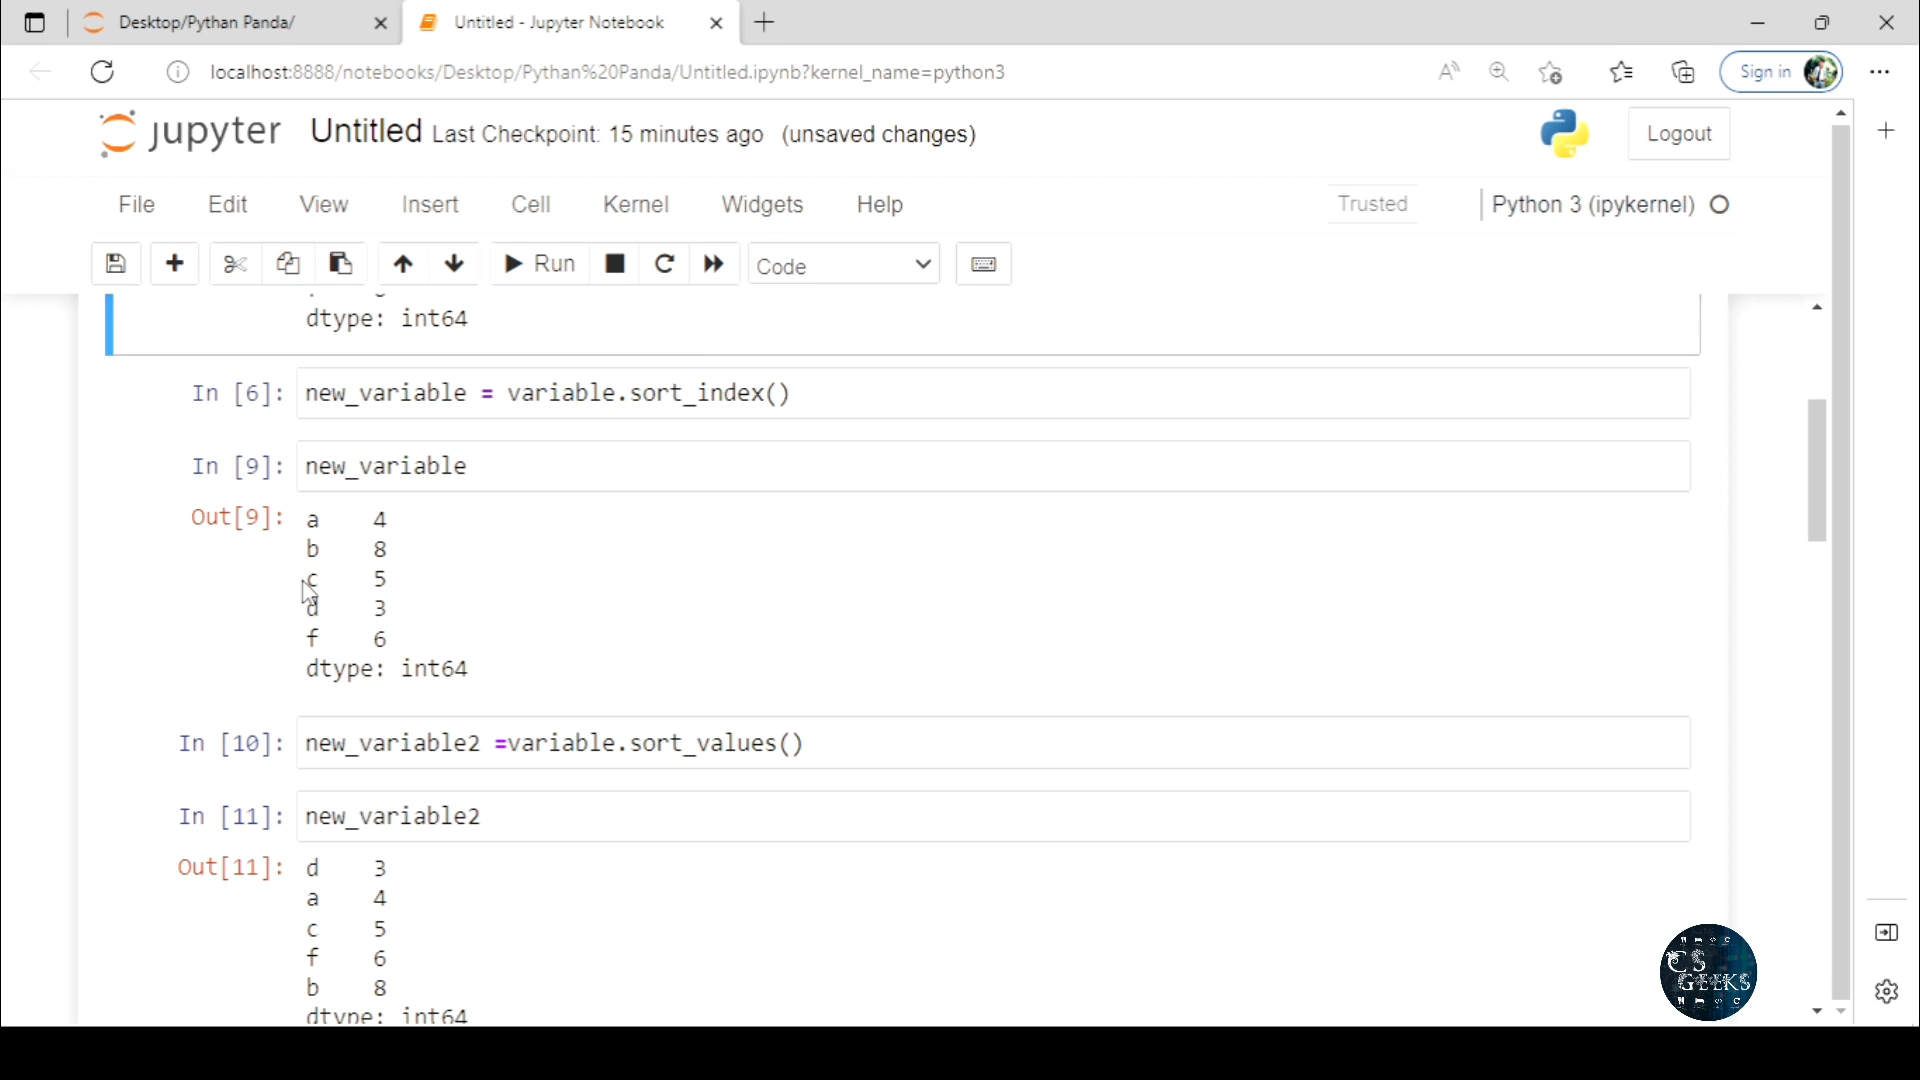 Desktop/Pythan Panda/
Untitled - Jupyter Notebook
localhost:8888/notebooks/Desktop/Pythan%20Panda/Untitled.ipynb?kernel_name=python3
Sign in
jupyter Untitled Last Checkpoint: 15 minutes ago (unsaved changes)
Logout
File Edit View Insert Cell Kernel Widgets Help
Trusted
Python 3 (ipykernel)
Run
Code
dtype: int64
In [6]: new_variable = variable.sort_index()
In [9]: new_variable
Out[9]: a 4
b 8
c 5
d 3
f 6
dtype: int64
In [10]: new_variable2 =variable.sort_values()
In [11]: new_variable2
Out[11]: d 3
a 4
c 5
f 6
b 8
dtype: int64
CS
GEEKS